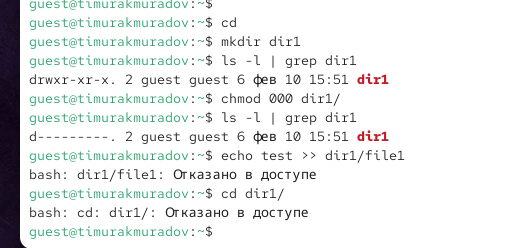 guest@timurakmuradov:~$
guest@timurakmuradov:~$ cd
guest@timurakmuradov:~$ mkdir dir1
guest@timurakmuradov:~$ ls -l | grep dir1
drwxr-xr-x. 2 guest guest 6 фев 10 15:51 dir1
guest@timurakmuradov:~$ chmod 000 dir1/
guest@timurakmuradov:~$ ls -l | grep dir1
d---------. 2 guest guest 6 фев 10 15:51 dir1
guest@timurakmuradov:~$ echo test >> dir1/file1
bash: dir1/file1: Отказано в доступе
guest@timurakmuradov:~$ cd dir1/
bash: cd: dir1/: Отказано в доступе
guest@timurakmuradov:~$